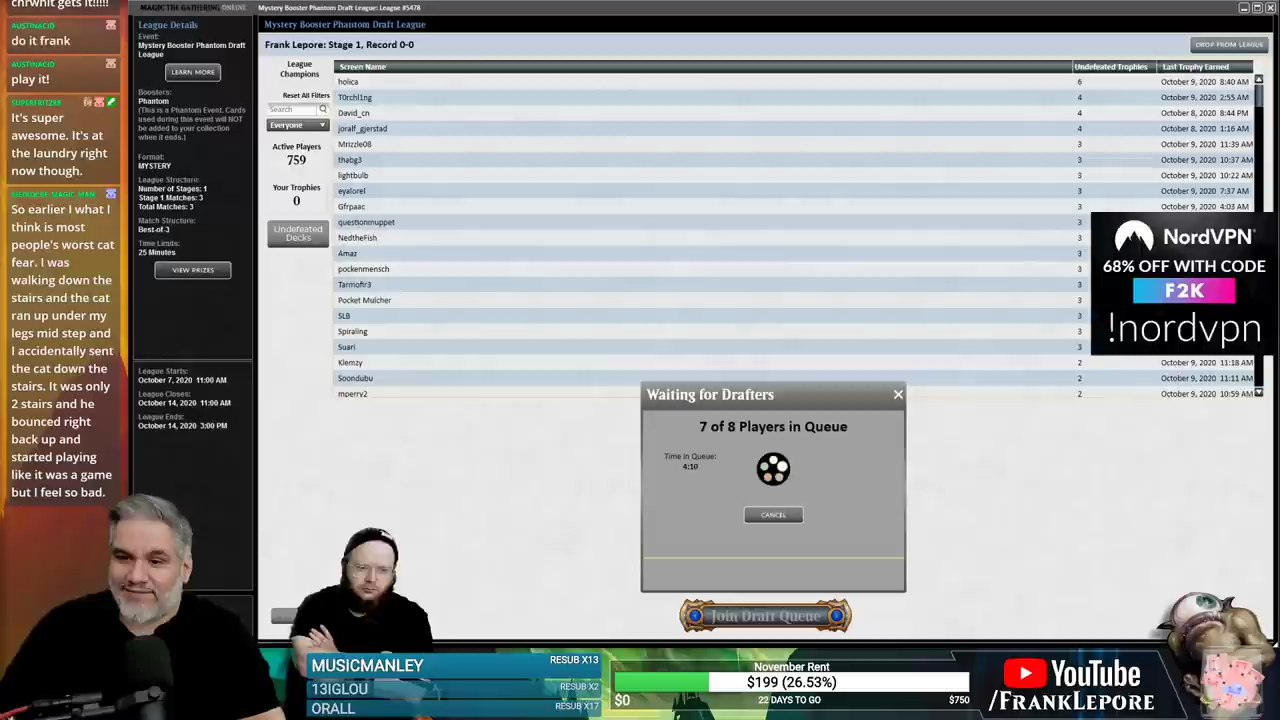 chrwhit gets it!!!!
AUSTINACID
do it frank
AUSTINACID
play it!
SUPERFRITZER
It's super
awesome. It's at
the laundry right
now though.
MEDIOCRE_MAGIC_MAN
So earlier I what I
think is most
people's worst cat
fear. I was
walking down the
stairs and the cat
ran up under my
legs mid step and
I accidentally sent
the cat down the
stairs. It was only
2 stairs and he
bounced right
back up and
started playing
like it was a game
but I feel so bad.
MAGIC: THE GATHERING ONLINE
Mystery Booster Phantom Draft League: League #5478
League Details
Event:
Mystery Booster Phantom Draft
League
LEARN MORE
Boosters:
Phantom
(This is a Phantom Event. Cards
used during this event will NOT
be added to your collection
when it ends.)
Format:
MYSTERY
League Structure:
Number of Stages: 1
Stage 1 Matches: 3
Total Matches: 3
Match Structure:
Best-of-3
Time Limits:
25 Minutes
VIEW PRIZES
League Starts:
October 7, 2020 11:00 AM
League Closes:
October 14, 2020 11:00 AM
League Ends:
October 14, 2020 3:00 PM
Mystery Booster Phantom Draft League
Frank Lepore: Stage 1, Record 0-0
DROP FROM LEAGUE
League
Champions
Reset All Filters
Search
Everyone
Active Players
759
Your Trophies
0
Undefeated
Decks
Screen Name Undefeated Trophies Last Trophy Earned
holica 6 October 9, 2020 8:40 AM
T0rchl1ng 4 October 9, 2020 2:55 AM
David_cn 4 October 8, 2020 8:44 PM
joralf_gjerstad 4 October 8, 2020 1:16 AM
Mrizzle08 3 October 9, 2020 11:39 AM
thabg3 3 October 9, 2020 10:37 AM
lightbulb 3 October 9, 2020 10:22 AM
eyalorel 3 October 9, 2020 7:37 AM
Gfrpaac 3 October 9, 2020 4:03 AM
questionmuppet 3
NedtheFish 3
Amaz 3
pockenmensch 3
Tarmofir3 3
Pocket Mulcher 3
SLB 3
Spiraling 3
Suari 3
Klemzy 2 October 9, 2020 11:18 AM
Soondubu 2 October 9, 2020 11:11 AM
mperry2 2 October 9, 2020 10:59 AM
NordVPN
68% OFF WITH CODE
F2K
!nordvpn
Waiting for Drafters
7 of 8 Players in Queue
Time in Queue:
4:10
CANCEL
Join Draft Queue
MUSICMANLEY RESUB X13
13IGLOU RESUB X2
ORALL RESUB X17
November Rent
$199 (26.53%)
$0 22 DAYS TO GO $750
YouTube
/FRANKLEPORE